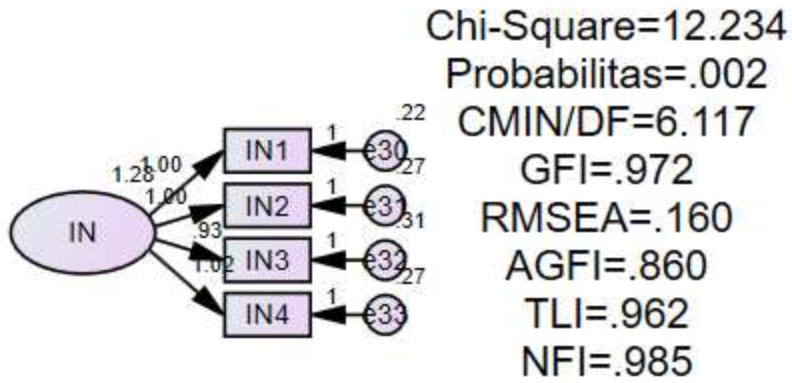 Chi-Square=12.234
Probabilitas=.002
CMIN/DF=6.117
GFI=.972
RMSEA=.160
AGFI=.860
TLI=.962
NFI=.985
IN
1.28
1.00
1.00
.93
1.02
IN1
IN2
IN3
IN4
1
1
1
1
e30
e31
e32
e33
.22
.27
.31
.27